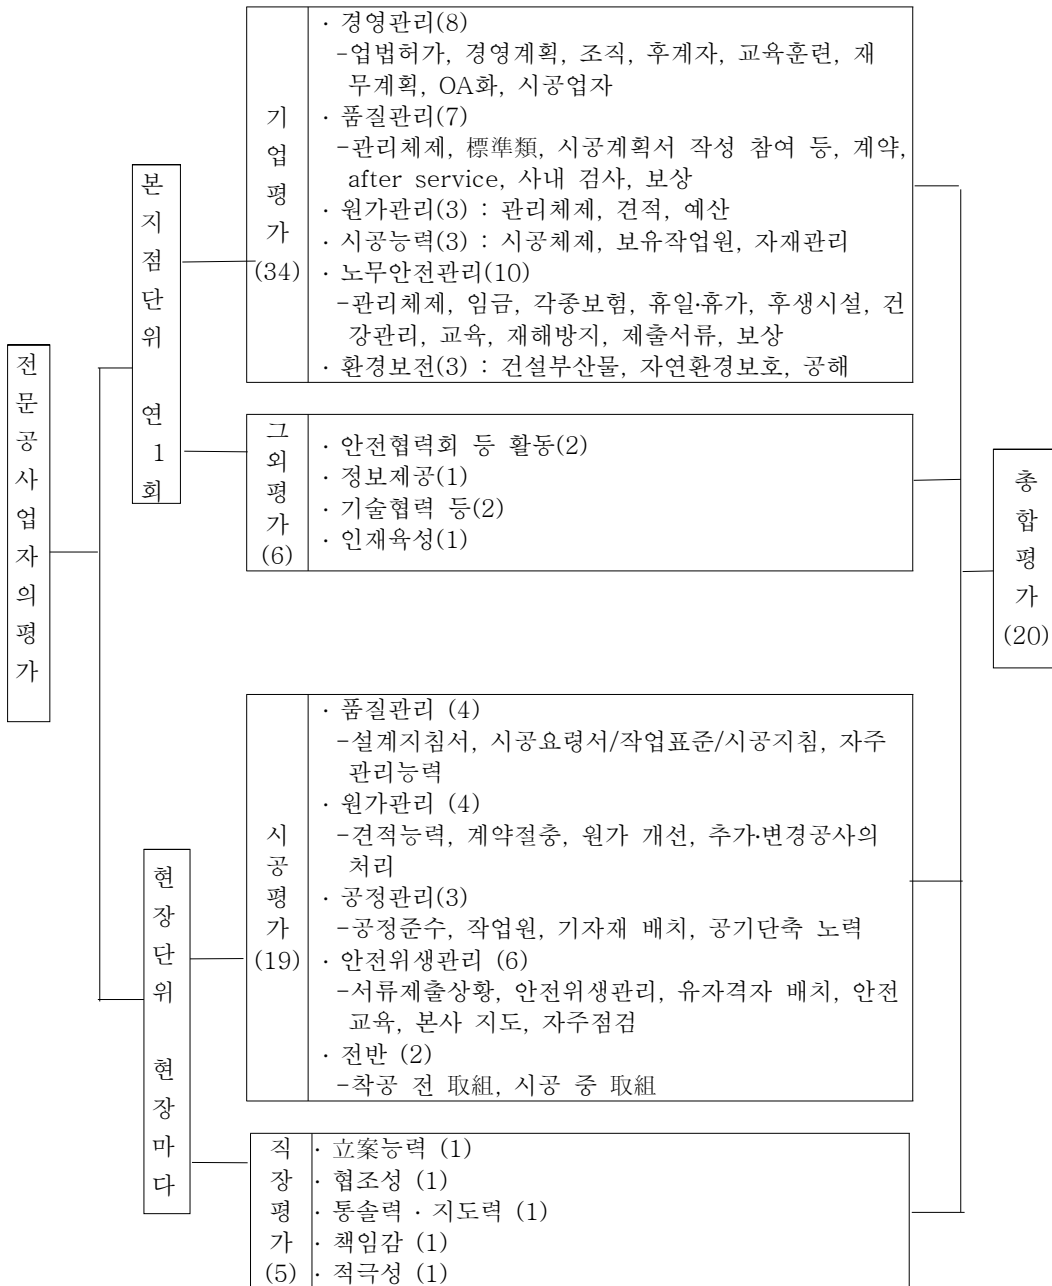 전문공사업자의평가
본지점단위 연1회
기업평가(34)
· 경영관리(8)
-업법허가, 경영계획, 조직, 후계자, 교육훈련, 재
무계획, OA화, 시공업자
· 품질관리(7)
-관리체제, 標準類, 시공계획서 작성 참여 등, 계약,
after service, 사내 검사, 보상
· 원가관리(3) : 관리체제, 견적, 예산
· 시공능력(3) : 시공체제, 보유작업원, 자재관리
· 노무안전관리(10)
-관리체제, 임금, 각종보험, 휴일·휴가, 후생시설, 건
강관리, 교육, 재해방지, 제출서류, 보상
· 환경보전(3) : 건설부산물, 자연환경보호, 공해
그외평가(6)
· 안전협력회 등 활동(2)
· 정보제공(1)
· 기술협력 등(2)
· 인재육성(1)
현장단위 현장마다
시공평가(19)
· 품질관리 (4)
-설계지침서, 시공요령서/작업표준/시공지침, 자주
관리능력
· 원가관리 (4)
-견적능력, 계약절충, 원가 개선, 추가·변경공사의
처리
· 공정관리(3)
-공정준수, 작업원, 기자재 배치, 공기단축 노력
· 안전위생관리 (6)
-서류제출상황, 안전위생관리, 유자격자 배치, 안전
교육, 본사 지도, 자주점검
· 전반 (2)
-착공 전 取組, 시공 중 取組
직장평가(5)
· 立案능력 (1)
· 협조성 (1)
· 통솔력 · 지도력 (1)
· 책임감 (1)
· 적극성 (1)
총합평가(20)